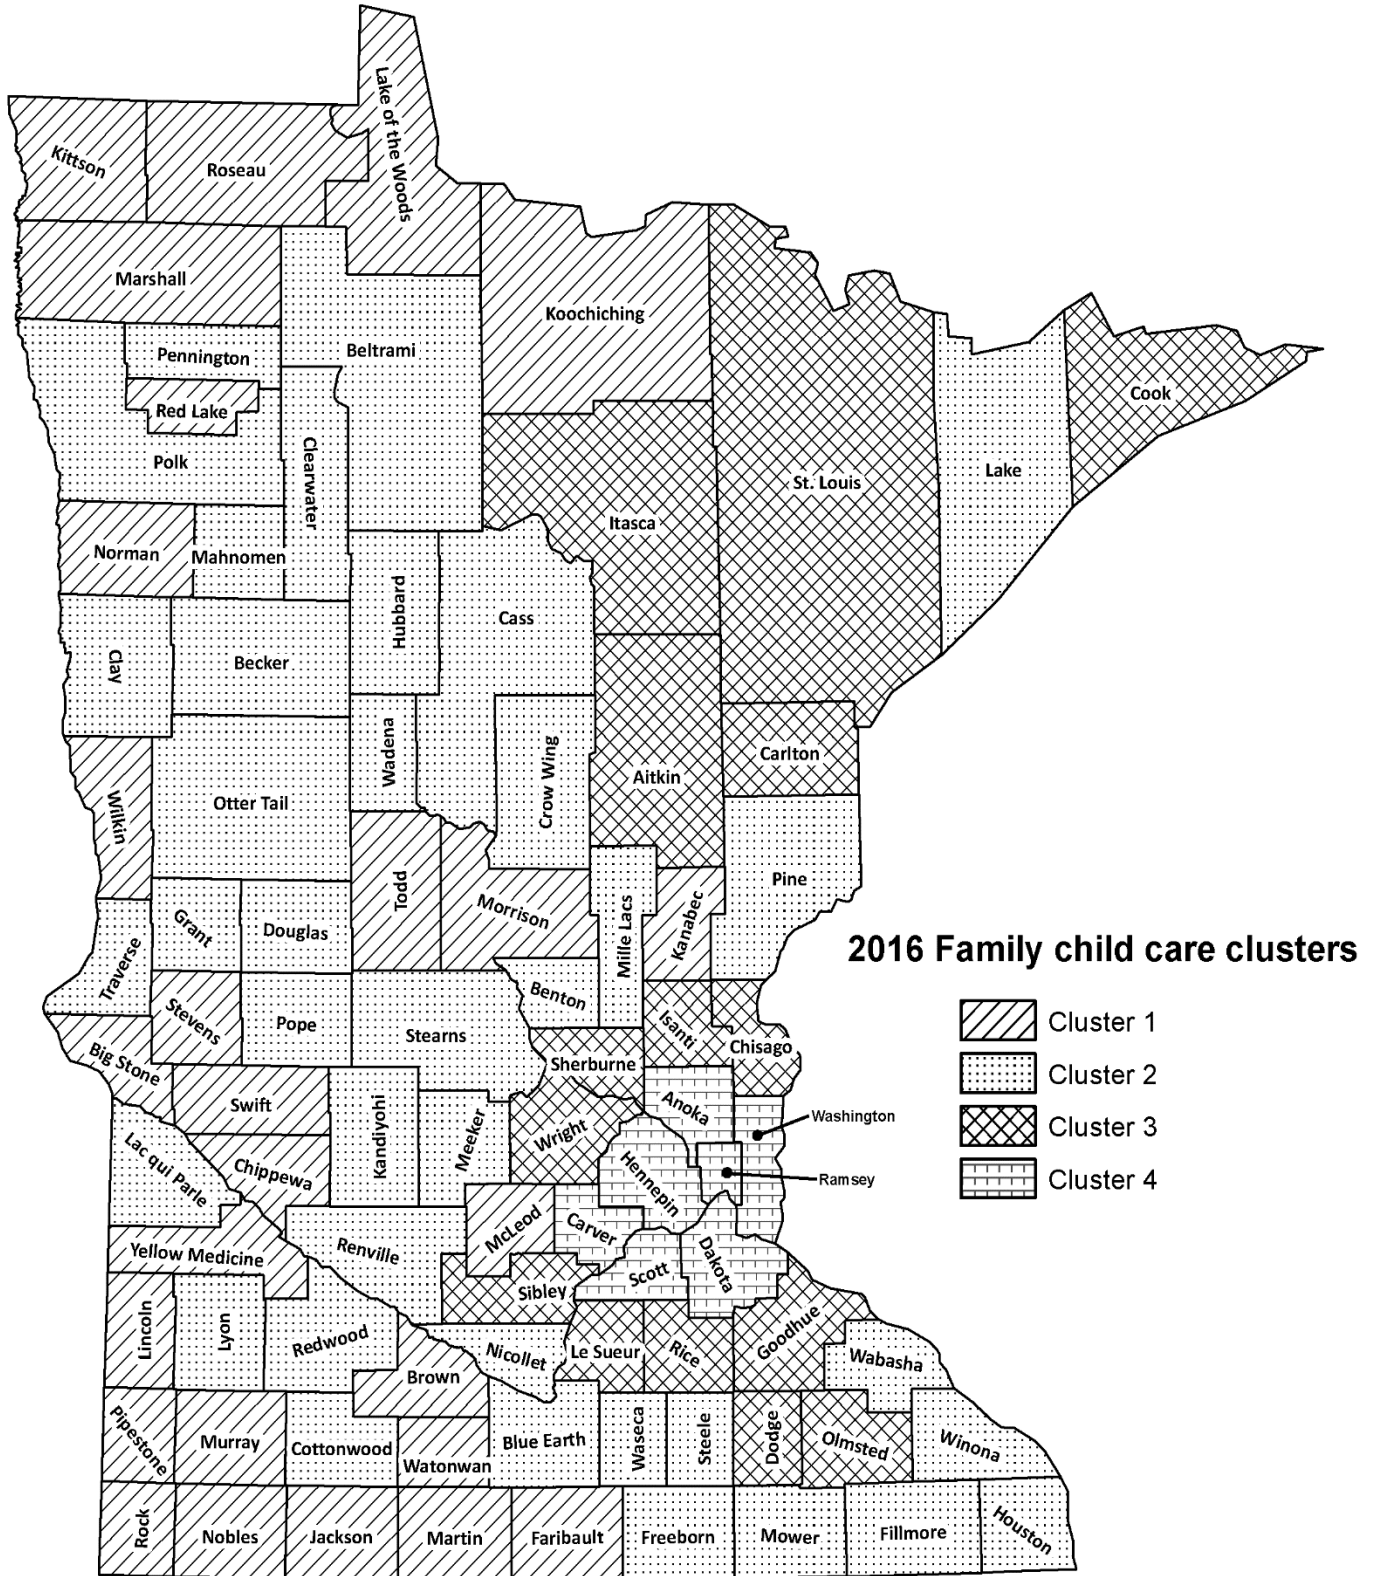 Lake of the Woods
Kittson
Roseau
Marshall
Koochiching
Pennington
Beltrami
Red Lake
Cook
Polk
Clearwater
St. Louis
Lake
Itasca
Norman
Mahnomen
Hubbard
Cass
Clay
Becker
Wadena
Carlton
Crow Wing
Aitkin
Otter Tail
Wilkin
Todd
Pine
Morrison
Mille Lacs
Kanabec
Grant
Douglas
Traverse
2016 Family child care clusters
Benton
Stevens
Pope
Stearns
Isanti
Chisago
Cluster 1
Big Stone
Sherburne
Cluster 2
Swift
Anoka
Washington
Cluster 3
Kandiyohi
Meeker
Wright
Lac qui Parle
Chippewa
Hennepin
Ramsey
Cluster 4
McLeod
Carver
Yellow Medicine
Renville
Scott
Dakota
Sibley
Lincoln
Lyon
Redwood
Nicollet
Le Sueur
Rice
Goodhue
Wabasha
Brown
Pipestone
Murray
Cottonwood
Watonwan
Blue Earth
Waseca
Steele
Dodge
Olmsted
Winona
Rock
Nobles
Jackson
Martin
Faribault
Freeborn
Mower
Fillmore
Houston